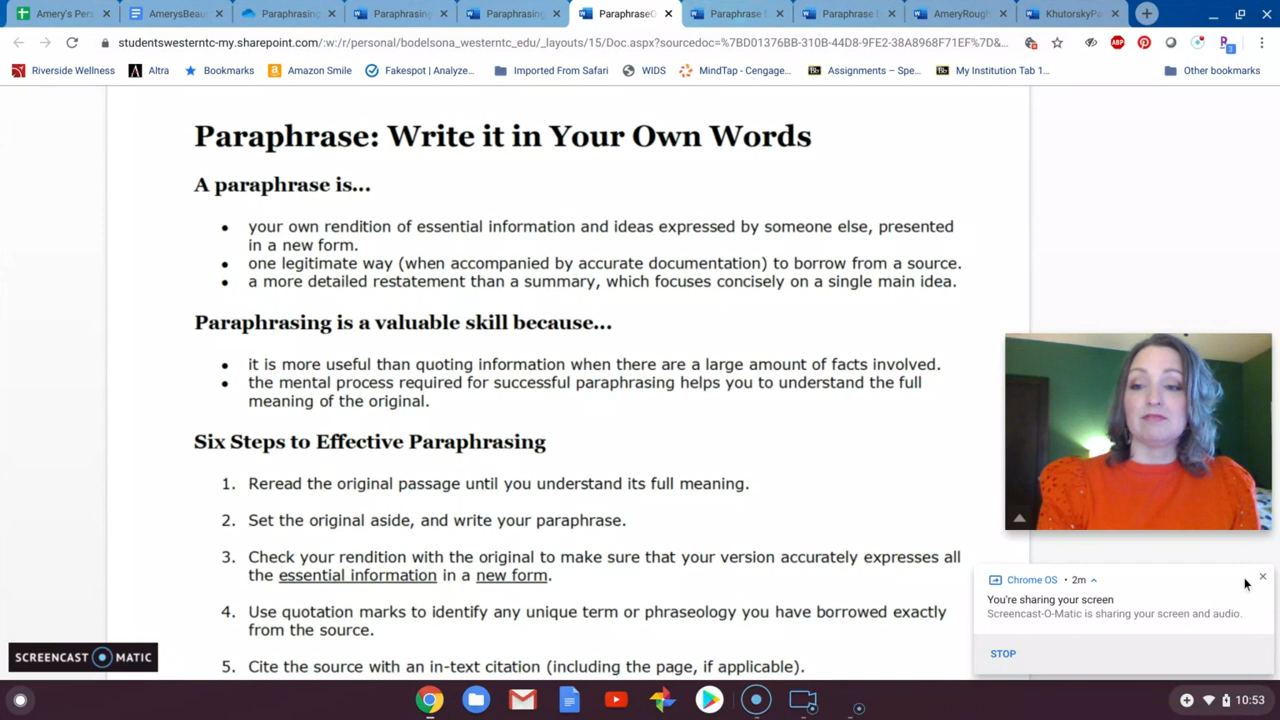 Amery's Pers
AmerysBeau
Paraphrasin
Paraphrasing
Paraphrasing
Paraphrase
Paraphrase
Paraphrase
AmeryRough
KhutorskyPa
studentswesterntc-my.sharepoint.com/:w:/r/personal/bodelsona_westerntc_edu/_layouts/15/Doc.aspx?sourcedoc=%7BD01376BB-310B-44D8-9FE2-38A8968F71EF%7D&...
ABP
Riverside Wellness
Altra
Bookmarks
Amazon Smile
Fakespot | Analyze...
Imported From Safari
WIDS
MindTap - Cengage...
Bb
Assignments – Spe...
Bb
My Institution Tab 1...
Other bookmarks
Paraphrase: Write it in Your Own Words
A paraphrase is...
• your own rendition of essential information and ideas expressed by someone else, presented
in a new form.
• one legitimate way (when accompanied by accurate documentation) to borrow from a source.
• a more detailed restatement than a summary, which focuses concisely on a single main idea.
Paraphrasing is a valuable skill because...
• it is more useful than quoting information when there are a large amount of facts involved.
• the mental process required for successful paraphrasing helps you to understand the full
meaning of the original.
Six Steps to Effective Paraphrasing
1. Reread the original passage until you understand its full meaning.
2. Set the original aside, and write your paraphrase.
3. Check your rendition with the original to make sure that your version accurately expresses all
the essential information in a new form.
4. Use quotation marks to identify any unique term or phraseology you have borrowed exactly
from the source.
5. Cite the source with an in-text citation (including the page, if applicable).
Chrome OS • 2m
You're sharing your screen
Screencast-O-Matic is sharing your screen and audio.
STOP
SCREENCAST MATIC
10:53